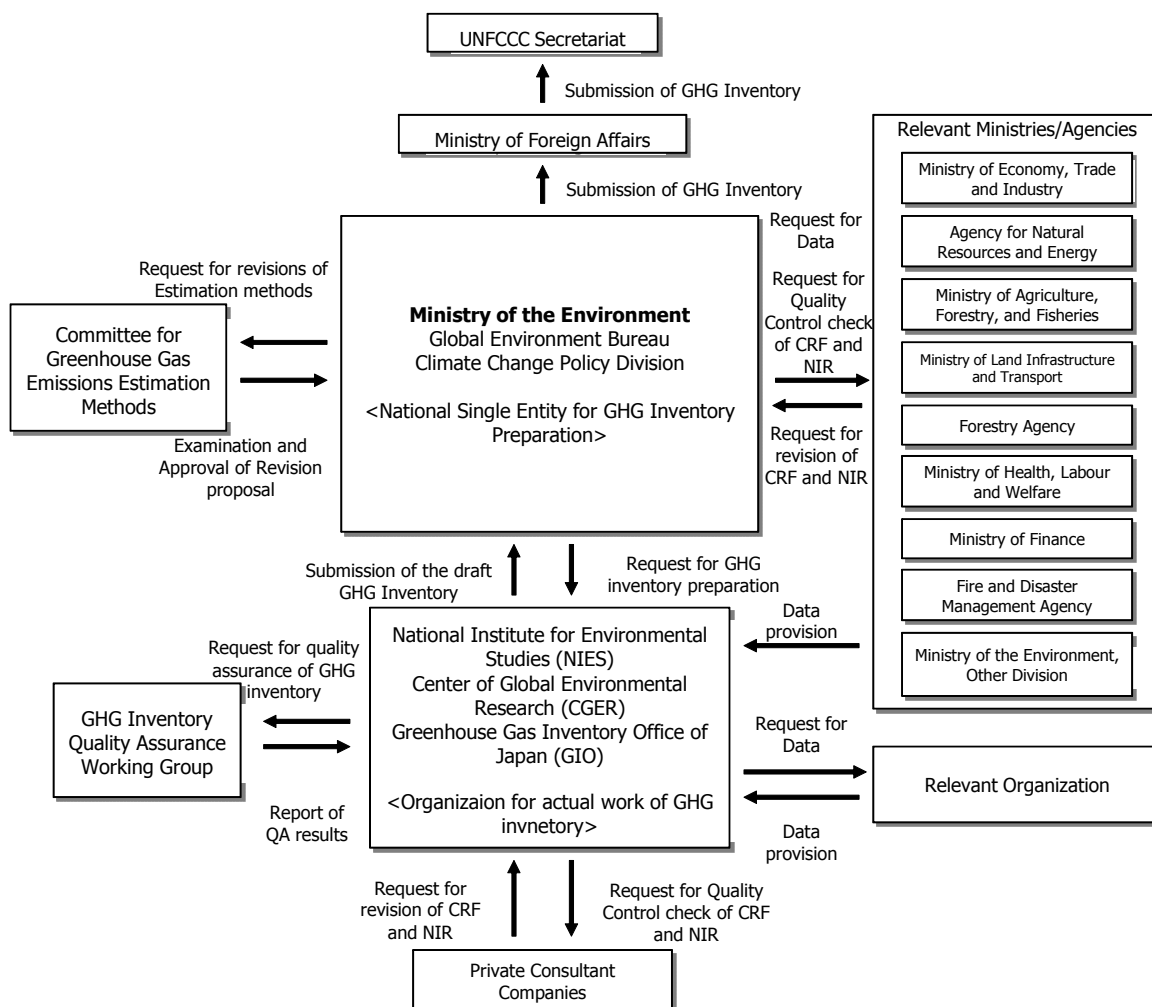 UNFCCC Secretariat
Submission of GHG Inventory
Ministry of Foreign Affairs
Submission of GHG Inventory
Relevant Ministries/Agencies
Ministry of Economy, Trade
and Industry
Agency for Natural
Resources and Energy
Ministry of Agriculture,
Forestry, and Fisheries
Ministry of Land Infrastructure
and Transport
Forestry Agency
Ministry of Health, Labour
and Welfare
Ministry of Finance
Fire and Disaster
Management Agency
Ministry of the Environment,
Other Division
Request for
Data
Request for
Quality
Control check
of CRF and
NIR
Request for
revision of
CRF and NIR
Ministry of the Environment
Global Environment Bureau
Climate Change Policy Division
<National Single Entity for GHG Inventory
Preparation>
Request for revisions of
Estimation methods
Committee for
Greenhouse Gas
Emissions Estimation
Methods
Examination and
Approval of Revision
proposal
Submission of the draft
GHG Inventory
Request for GHG
inventory preparation
National Institute for Environmental
Studies (NIES)
Center of Global Environmental
Research (CGER)
Greenhouse Gas Inventory Office of
Japan (GIO)
<Organizaion for actual work of GHG
invnetory>
Data
provision
Request for
Data
Relevant Organization
Data
provision
Request for quality
assurance of GHG
inventory
GHG Inventory
Quality Assurance
Working Group
Report of
QA results
Request for
revision of CRF
and NIR
Request for Quality
Control check of CRF
and NIR
Private Consultant
Companies